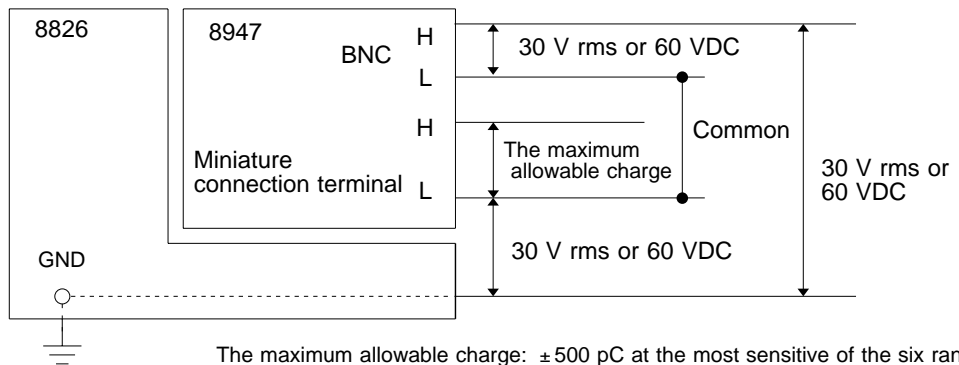 8826
8947
BNC
H
L
30 V rms or 60 VDC
H
Miniature
connection terminal
L
The maximum
allowable charge
Common
30 V rms or
60 VDC
30 V rms or 60 VDC
GND
The maximum allowable charge: ±500 pC at the most sensitive of the six ran